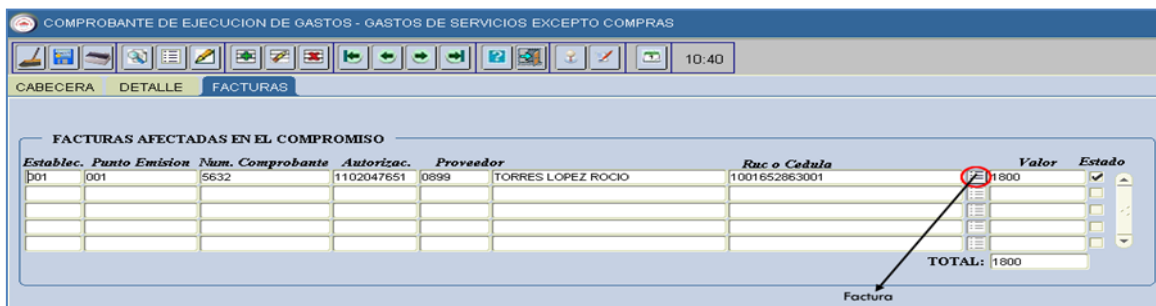 COMPROBANTE DE EJECUCION DE GASTOS - GASTOS DE SERVICIOS EXCEPTO COMPRAS
10:40
CABECERA DETALLE FACTURAS
FACTURAS AFECTADAS EN EL COMPROMISO
Establec. Punto Emision Num. Comprobante Autorizac. Proveedor Ruc o Cedula Valor Estado
001 001 5632 1102047651 0899 TORRES LOPEZ ROCIO 1001652863001 1800
TOTAL: 1800
Factura